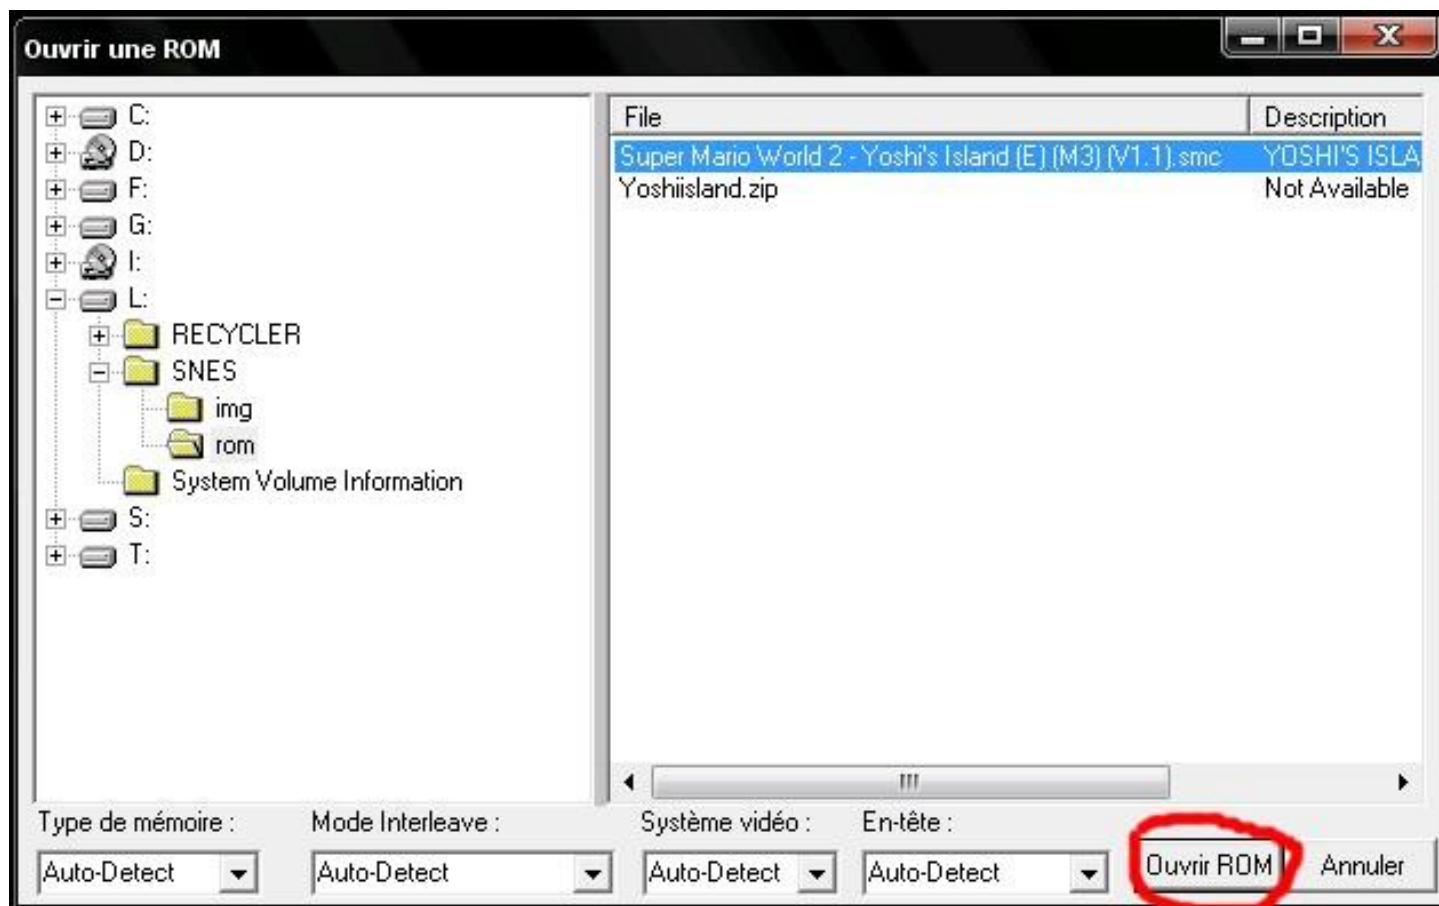 Ouvrir une ROM
C:
D:
F:
G:
I:
L:
RECYCLER
SNES
img
rom
System Volume Information
S:
T:
File Description
Super Mario World 2 - Yoshi's Island (E) (M3) (V1.1).smc YOSHI'S ISLA
Yoshiisland.zip Not Available
Type de mémoire : Mode Interleave : Système vidéo : En-tête :
Auto-Detect Auto-Detect Auto-Detect Auto-Detect Ouvrir ROM Annuler